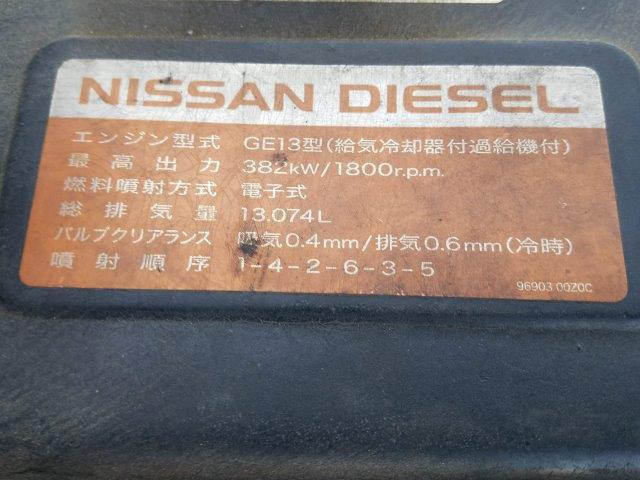 NISSAN DIESEL
エンジン型式 GE13型(給気冷却器付過給機付)
最高出力 382kW/1800r.p.m.
燃料噴射方式 電子式
総排気量 13.074L
バルブクリアランス 吸気0.4mm/排気0.6mm(冷時)
噴射順序 1-4-2-6-3-5
96903 00Z0C